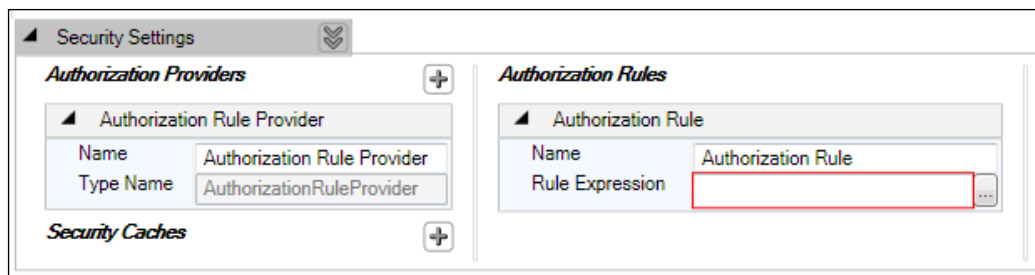 Security Settings
Authorization Providers
Authorization Rule Provider
Name Authorization Rule Provider
Type Name AuthorizationRuleProvider
Security Caches
Authorization Rules
Authorization Rule
Name Authorization Rule
Rule Expression ...